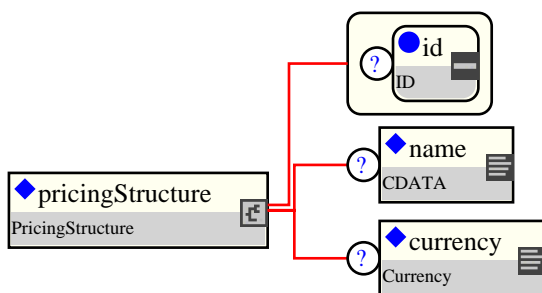 ?
id
ID
?
name
CDATA
pricingStructure
PricingStructure
?
currency
Currency